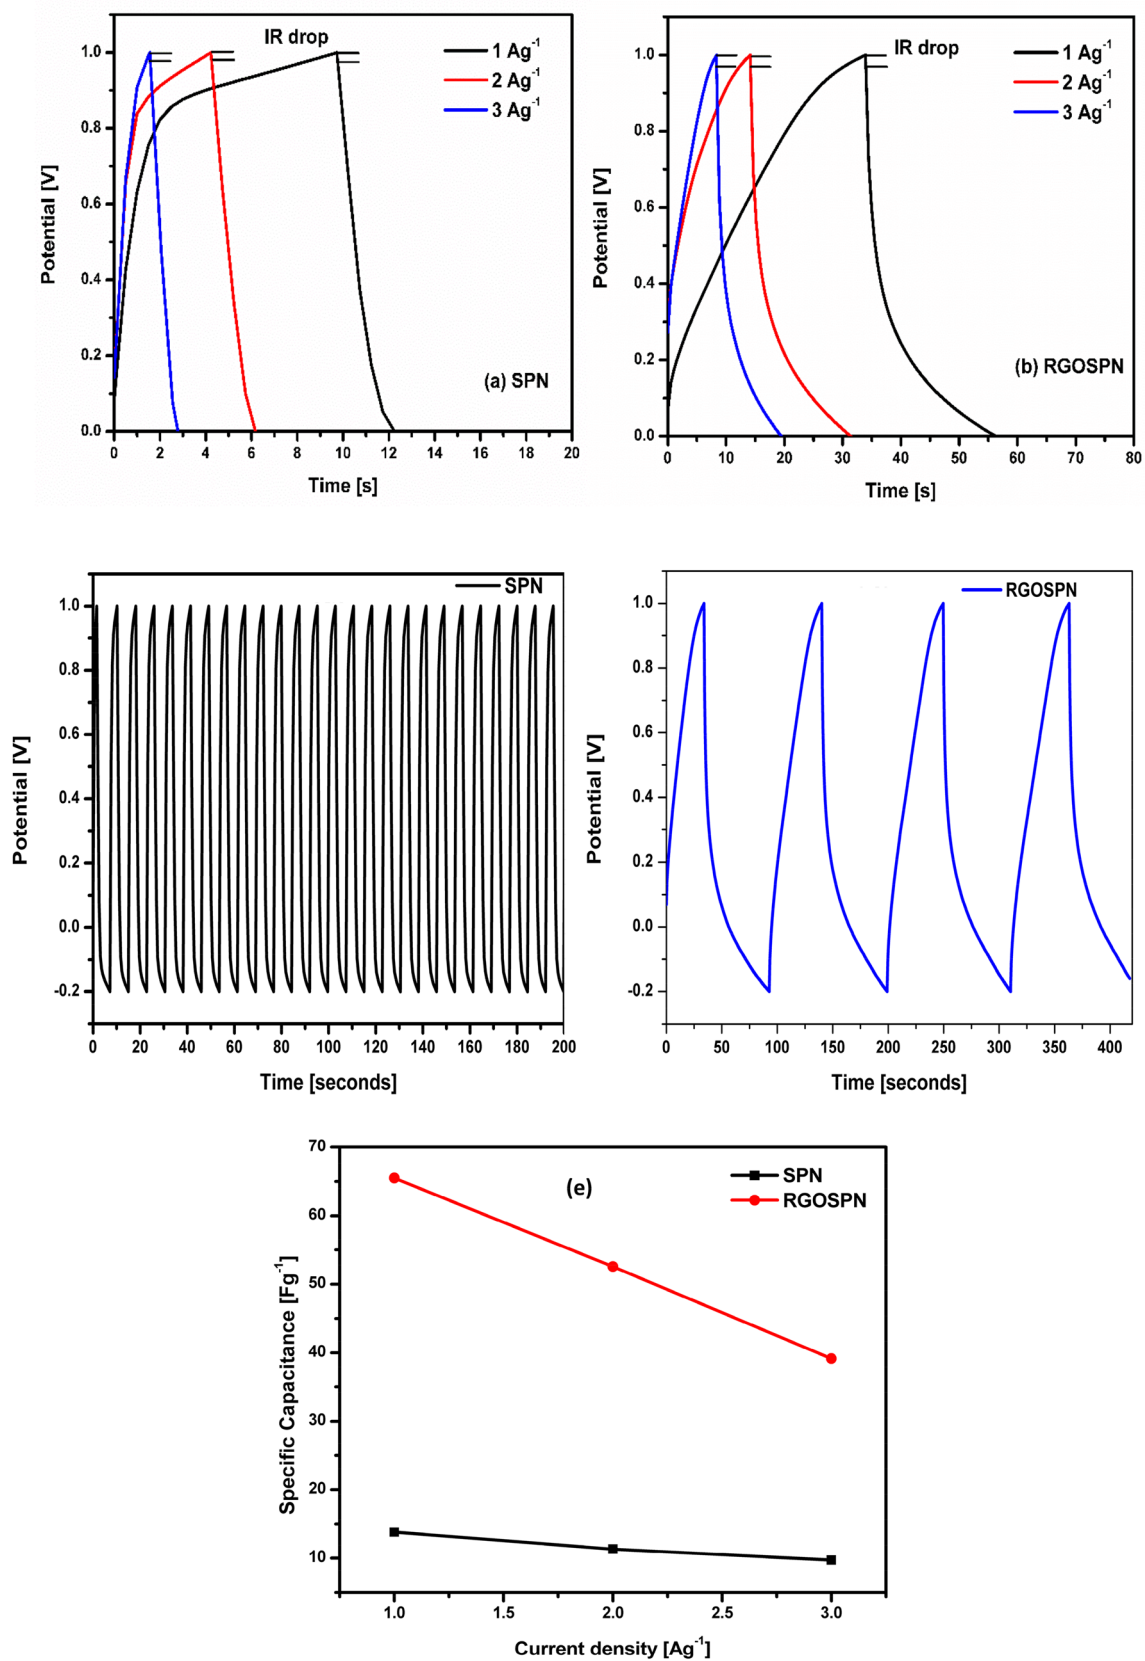 IR drop
1 Ag-1
2 Ag-1
3 Ag-1
1.0
0.8
0.6
0.4
0.2
0.0
Potential [V]
(a) SPN
0 2 4 6 8 10 12 14 16 18 20
Time [s]
IR drop
1 Ag-1
2 Ag-1
3 Ag-1
1.0
0.8
0.6
0.4
0.2
0.0
Potential [V]
(b) RGOSPN
0 10 20 30 40 50 60 70 80
Time [s]
SPN
1.0
0.8
0.6
0.4
0.2
0.0
-0.2
Potential [V]
0 20 40 60 80 100 120 140 160 180 200
Time [seconds]
RGOSPN
1.0
0.8
0.6
0.4
0.2
0.0
-0.2
Potential [V]
0 50 100 150 200 250 300 350 400
Time [seconds]
70
60
50
40
30
20
10
Specific Capacitance [Fg-1]
(e)
SPN
RGOSPN
1.0 1.5 2.0 2.5 3.0
Current density [Ag-1]